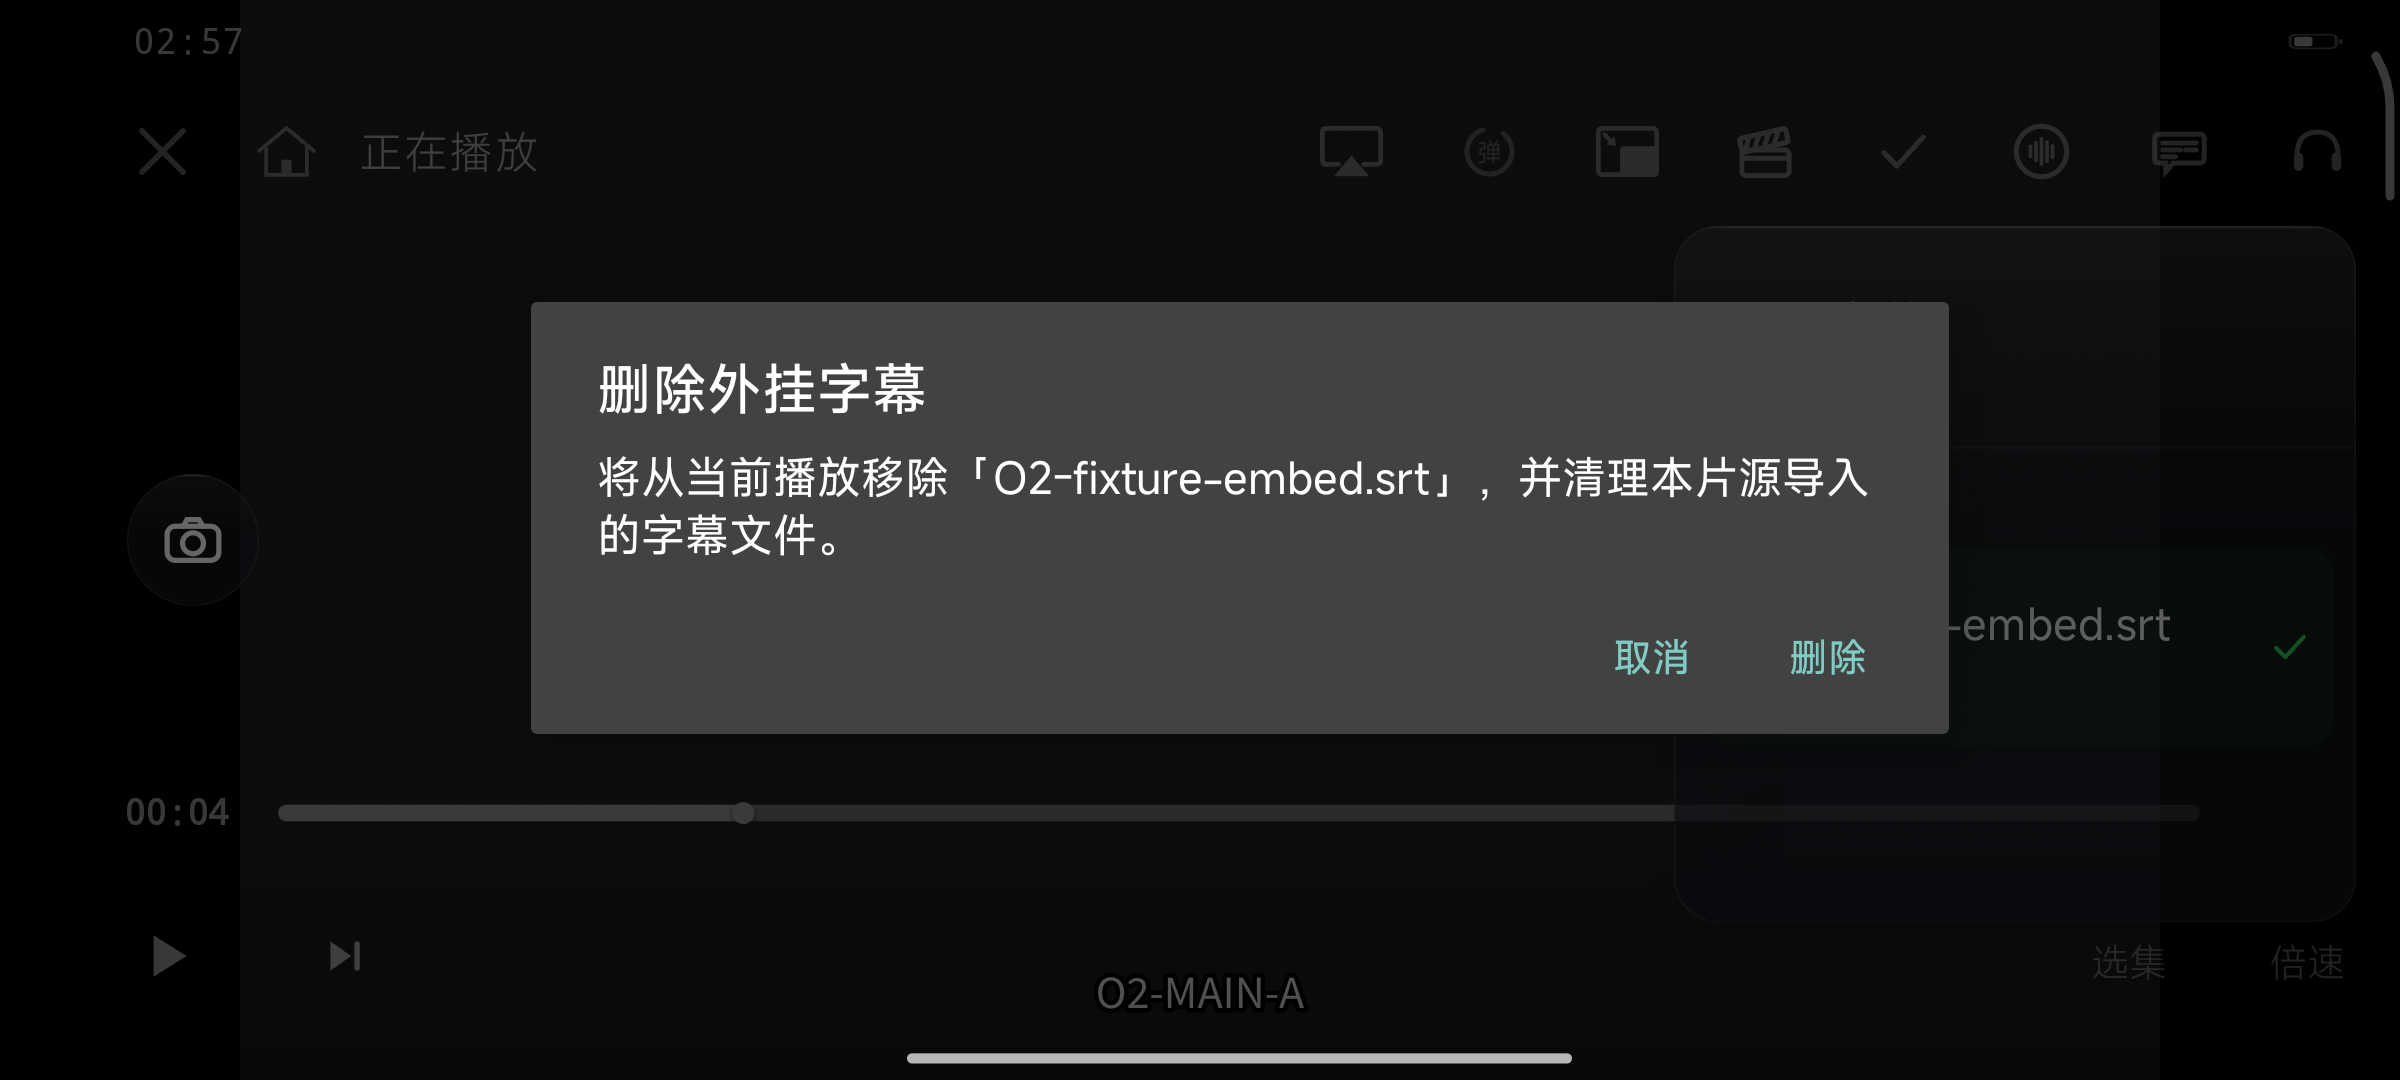 02:57
正在播放
弹
删除外挂字幕
将从当前播放移除「O2-fixture-embed.srt」，并清理本片源导入
的字幕文件。
取消 删除
-embed.srt
00:04
选集 倍速
O2-MAIN-A